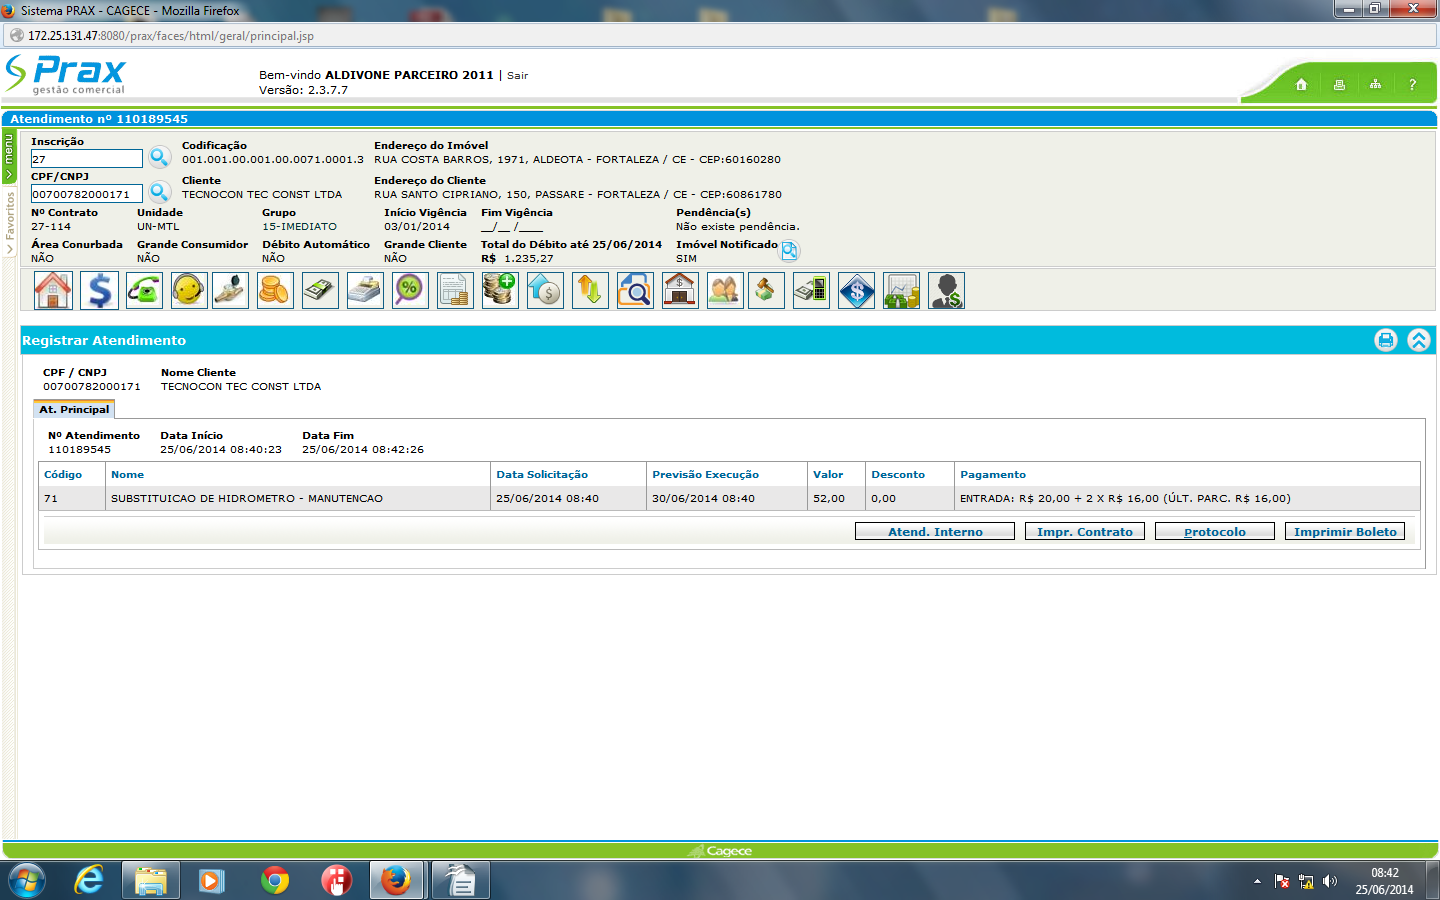 Sistema PRAX - CAGECE - Mozilla Firefox
172.25.131.47:8080/prax/faces/html/geral/principal.jsp
Prax
gestão comercial
Bem-vindo ALDIVONE PARCEIRO 2011 | Sair
Versão: 2.3.7.7
?
Atendimento nº 110189545
menu
Favoritos
Inscrição Codificação Endereço do Imóvel
27 001.001.00.001.00.0071.0001.3 RUA COSTA BARROS, 1971, ALDEOTA - FORTALEZA / CE - CEP:60160280
CPF/CNPJ Cliente Endereço do Cliente
00700782000171 TECNOCON TEC CONST LTDA RUA SANTO CIPRIANO, 150, PASSARE - FORTALEZA / CE - CEP:60861780
Nº Contrato Unidade Grupo Início Vigência Fim Vigência Pendência(s)
27-114 UN-MTL 15-IMEDIATO 03/01/2014 __/__ /____ Não existe pendência.
Área Conurbada Grande Consumidor Débito Automático Grande Cliente Total do Débito até 25/06/2014 Imóvel Notificado
NÃO NÃO NÃO NÃO R$ 1.235,27 SIM
Registrar Atendimento
CPF / CNPJ Nome Cliente
00700782000171 TECNOCON TEC CONST LTDA
At. Principal
Nº Atendimento Data Início Data Fim
110189545 25/06/2014 08:40:23 25/06/2014 08:42:26
Código Nome Data Solicitação Previsão Execução Valor Desconto Pagamento
71 SUBSTITUICAO DE HIDROMETRO - MANUTENCAO 25/06/2014 08:40 30/06/2014 08:40 52,00 0,00 ENTRADA: R$ 20,00 + 2 X R$ 16,00 (ÚLT. PARC. R$ 16,00)
Atend. Interno Impr. Contrato Protocolo Imprimir Boleto
Cagece
08:42
25/06/2014